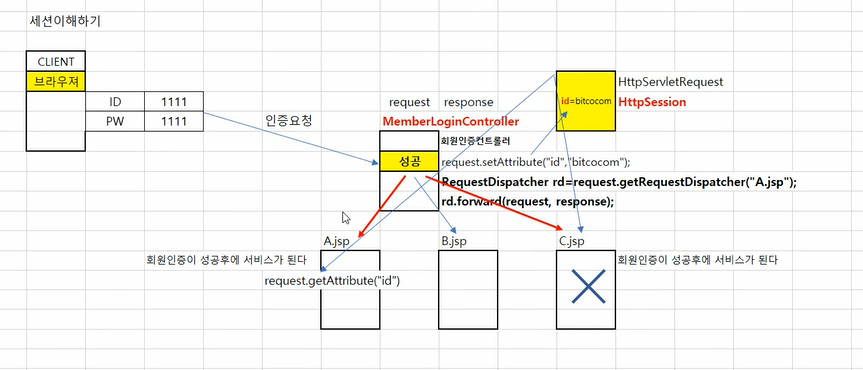 세션이해하기
CLIENT
브라우져
ID 1111
PW 1111
인증요청
request response
MemberLoginController
회원인증컨트롤러
성공
request.setAttribute("id","bitcocom");
RequestDispatcher rd=request.getRequestDispatcher("A.jsp");
rd.forward(request, response);
id=bitcocom
HttpServletRequest
HttpSession
A.jsp
B.jsp
C.jsp
회원인증이 성공후에 서비스가 된다
request.getAttribute("id")
회원인증이 성공후에 서비스가 된다